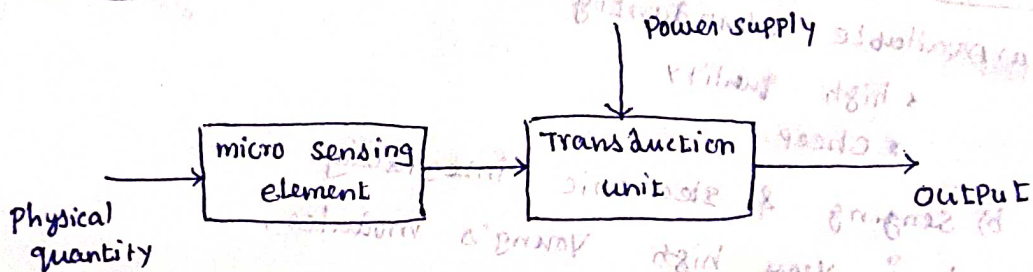 Power supply
micro sensing
element
Transduction
unit
Physical
quantity
output